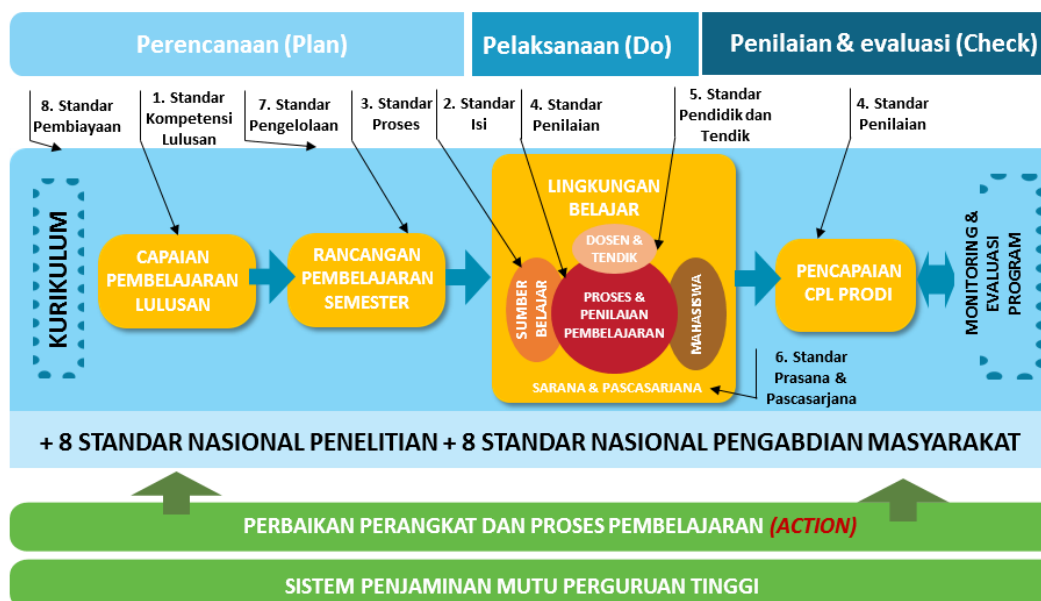 Perencanaan (Plan)
Pelaksanaan (Do)
Penilaian & evaluasi (Check)
8. Standar
Pembiayaan
1. Standar
Kompetensi
Lulusan
7. Standar
Pengelolaan
3. Standar
Proses
2. Standar
Isi
4. Standar
Penilaian
5. Standar
Pendidik dan
Tendik
4. Standar
Penilaian
KURIKULUM
CAPAIAN
PEMBELAJARAN
LULUSAN
RANCANGAN
PEMBELAJARAN
SEMESTER
LINGKUNGAN
BELAJAR
DOSEN &
TENDIK
SUMBER
BELAJAR
PROSES &
PENILAIAN
PEMBELAJARAN
MAHASISWA
SARANA & PASCASARJANA
PENCAPAIAN
CPL PRODI
MONITORING &
EVALUASI
PROGRAM
6. Standar
Prasana &
Pascasarjana
+ 8 STANDAR NASIONAL PENELITIAN + 8 STANDAR NASIONAL PENGABDIAN MASYARAKAT
PERBAIKAN PERANGKAT DAN PROSES PEMBELAJARAN (ACTION)
SISTEM PENJAMINAN MUTU PERGURUAN TINGGI